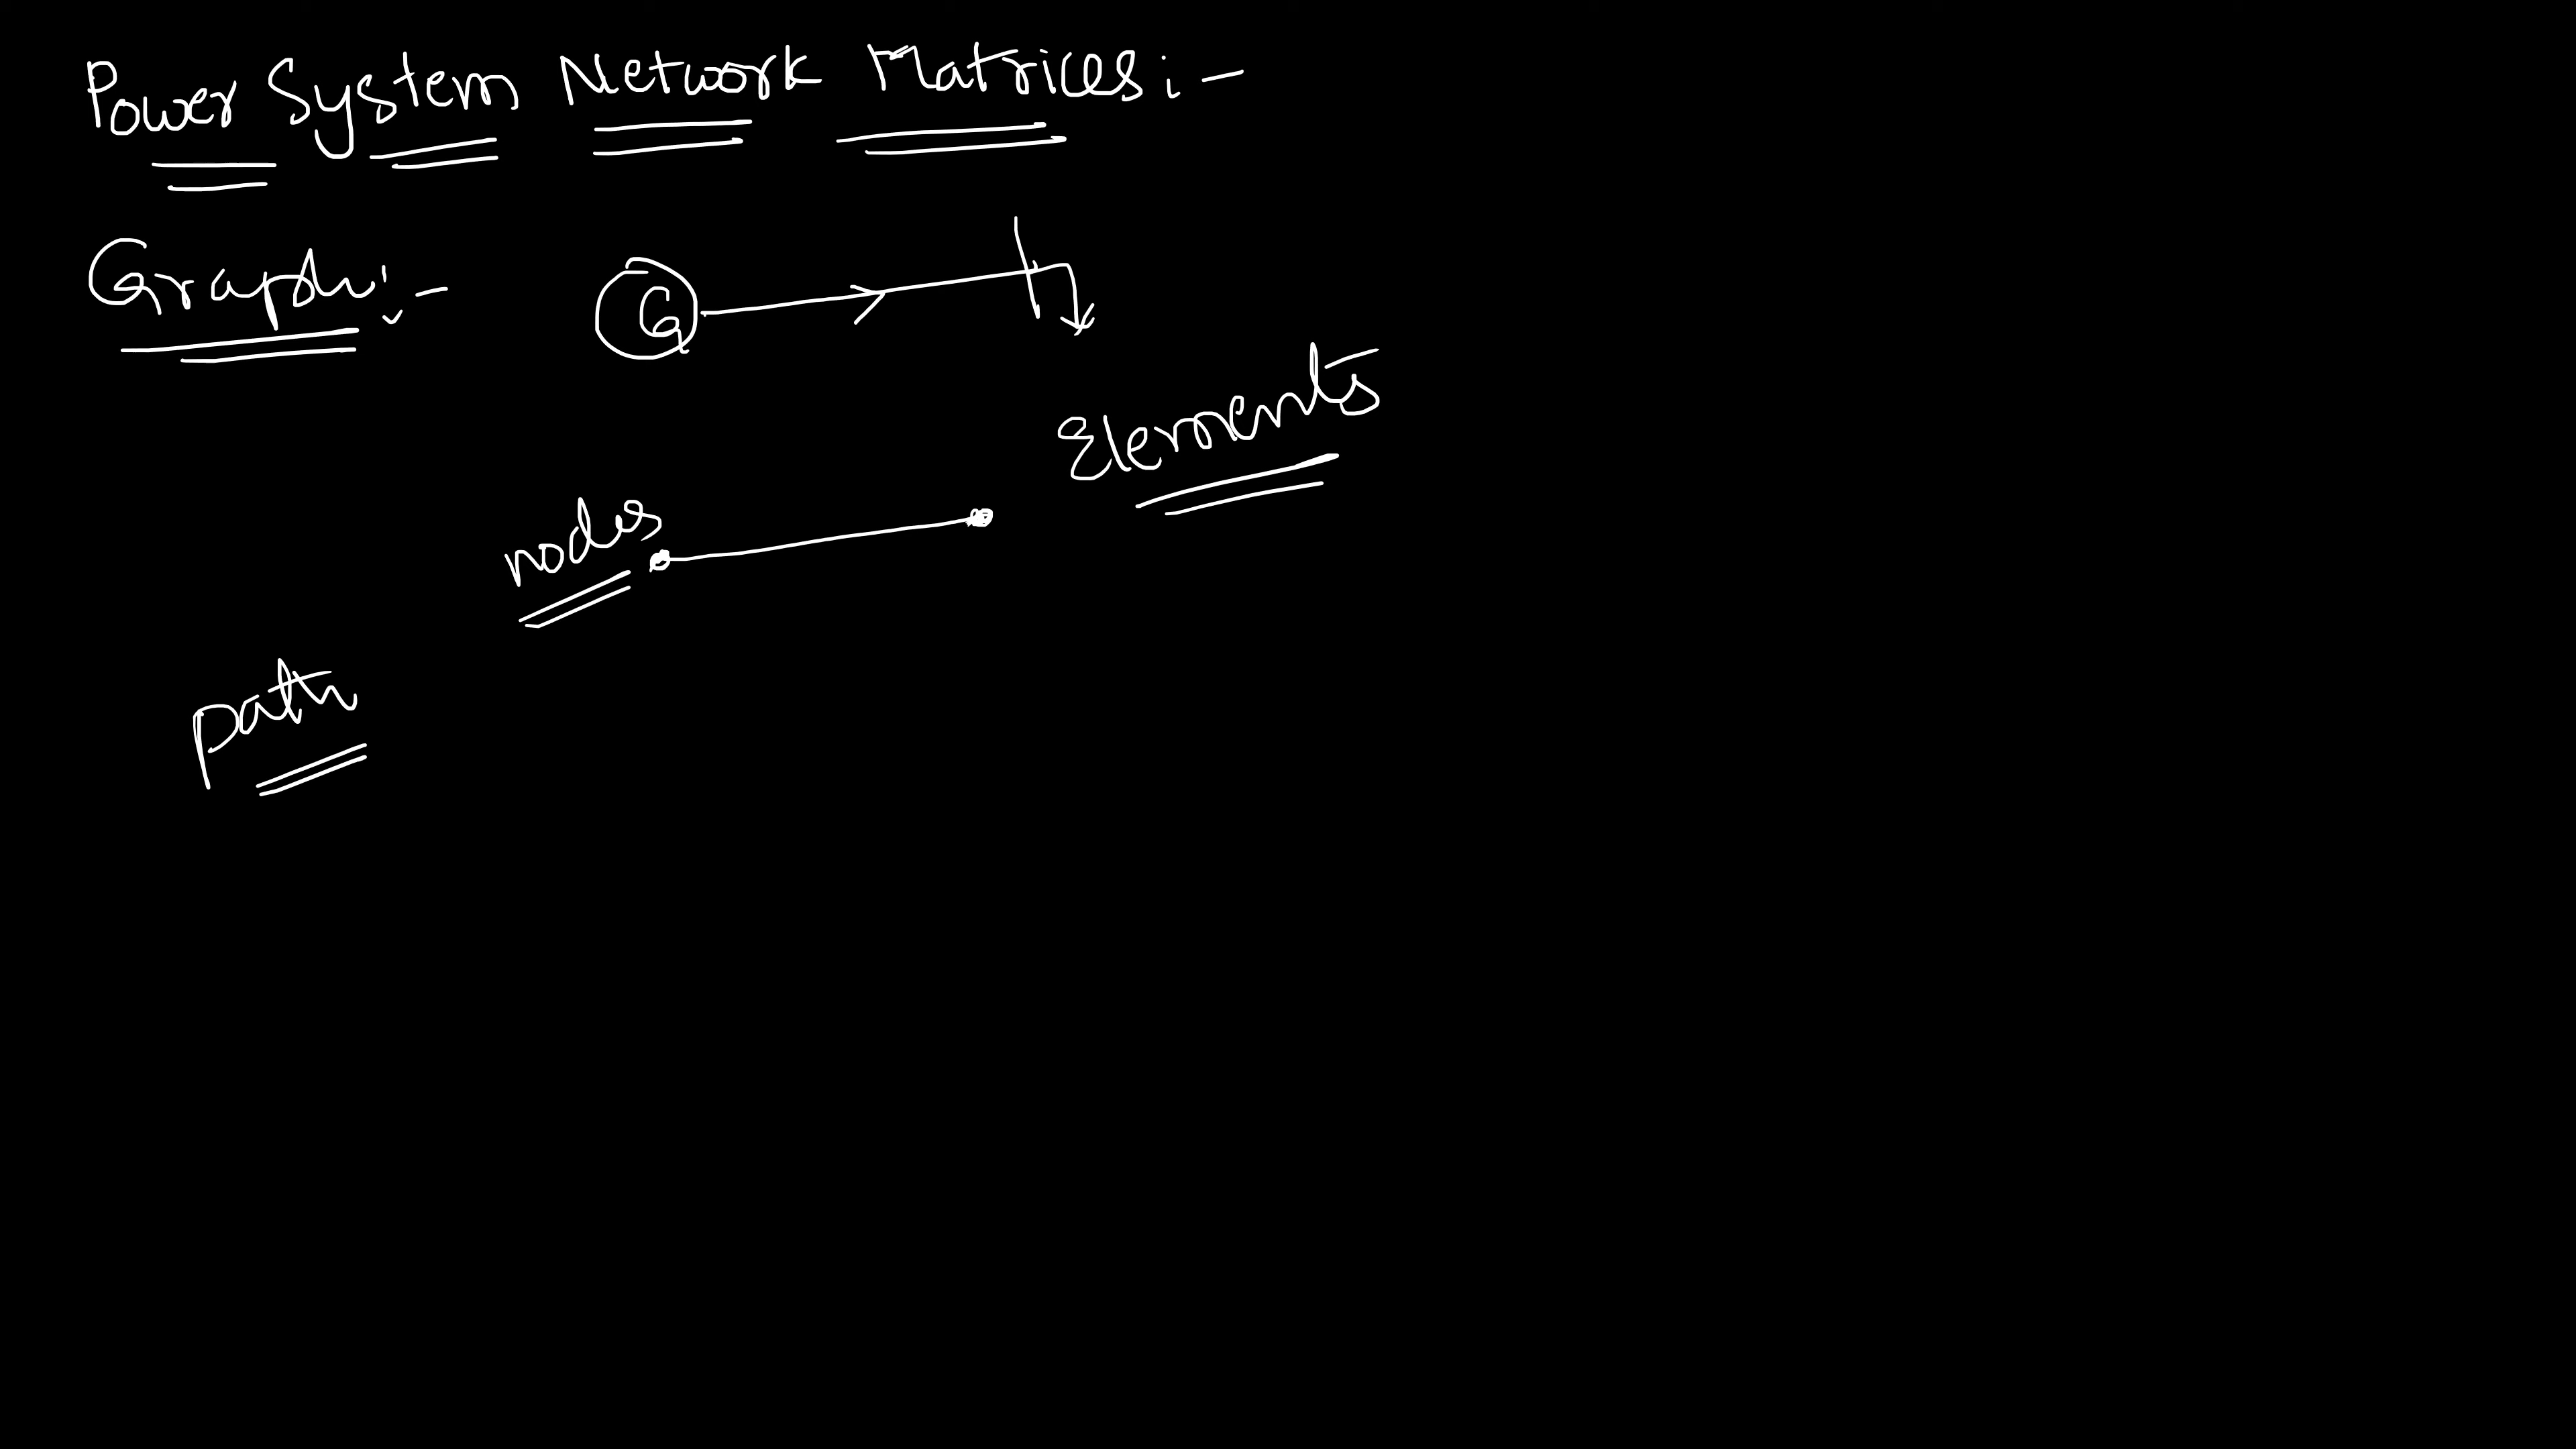 Power System Network Matrices:-
Graph:-
G
Elements
nodes
path